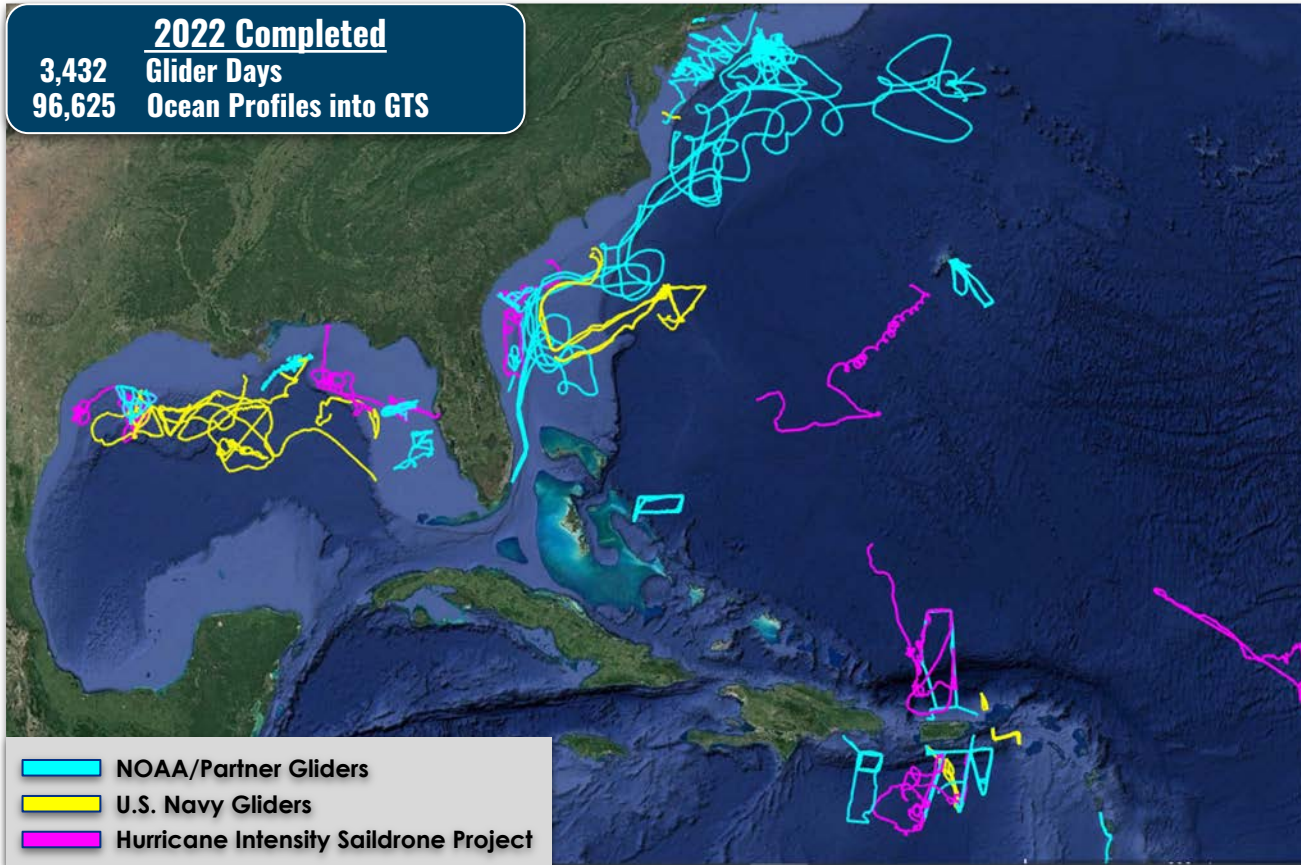 2022 Completed
3,432 Glider Days
96,625 Ocean Profiles into GTS
NOAA/Partner Gliders
U.S. Navy Gliders
Hurricane Intensity Saildrone Project